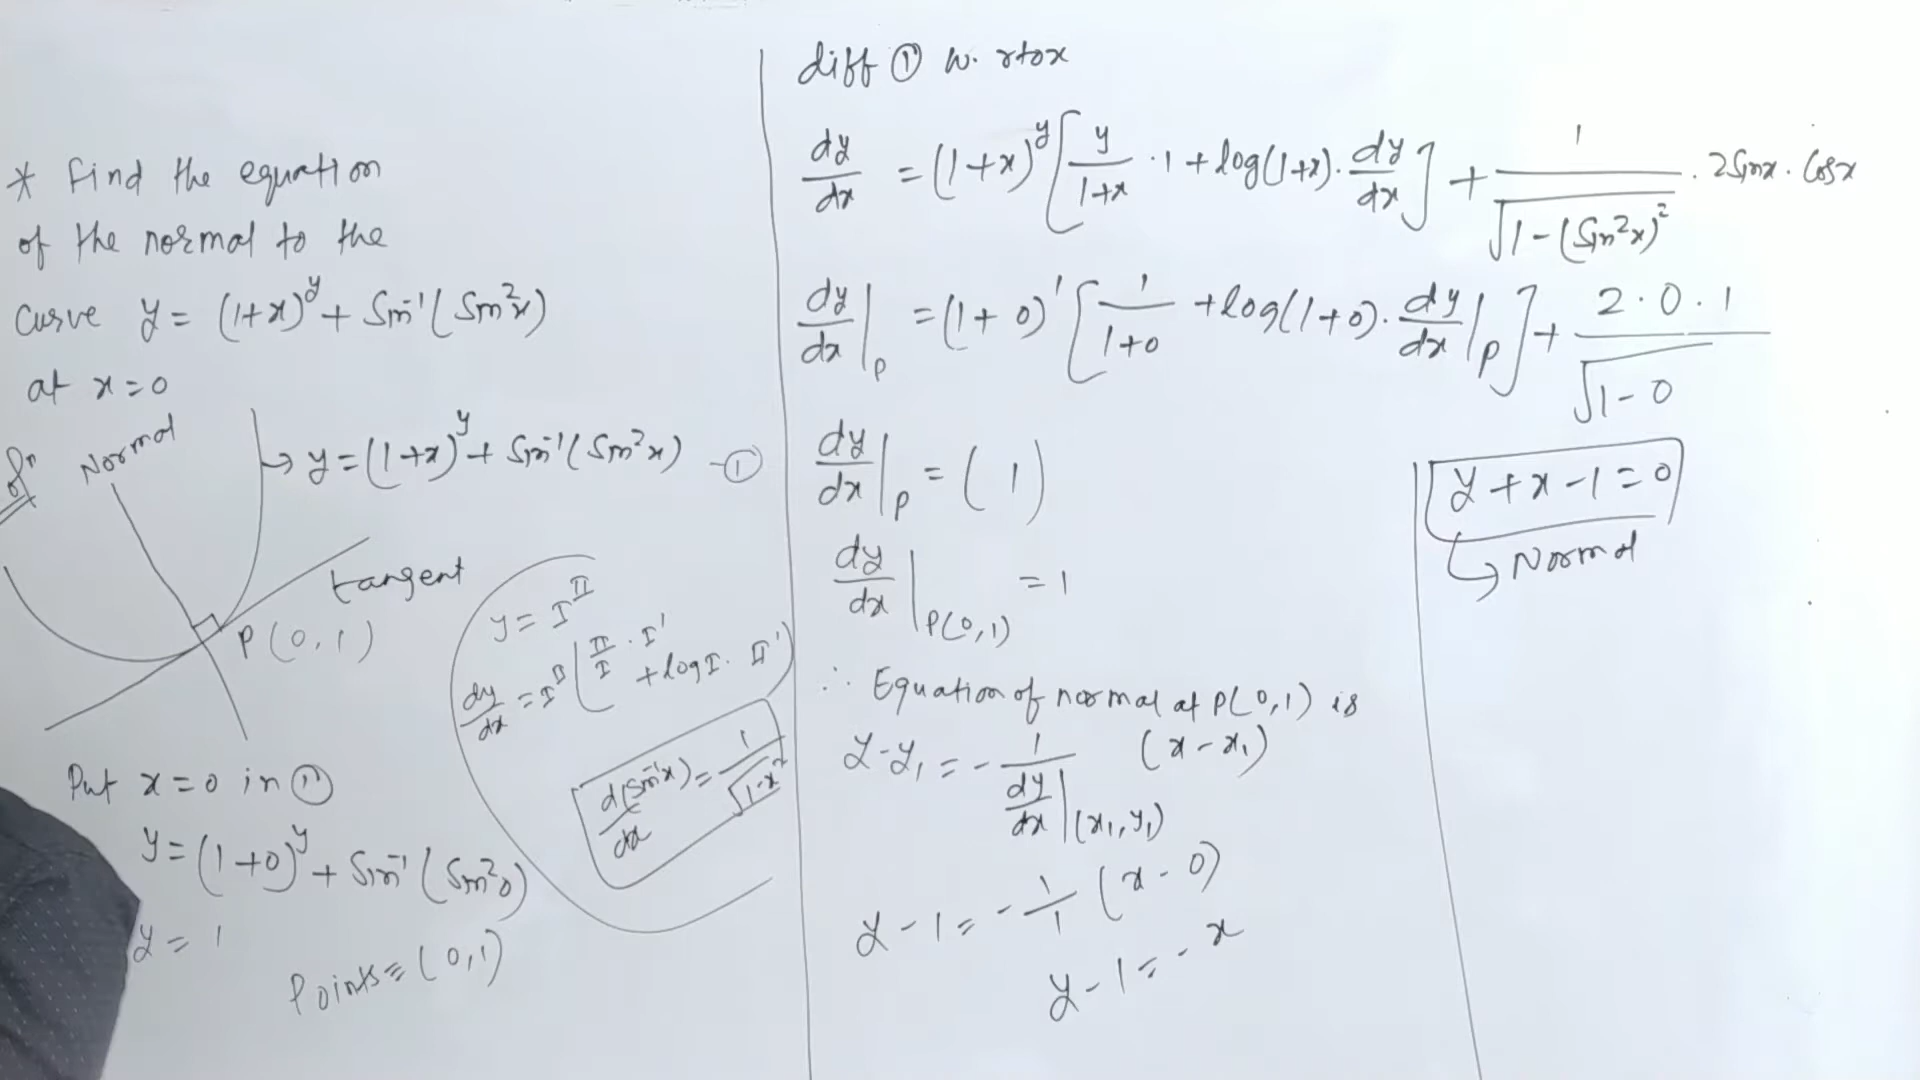 * Find the equation
of the normal to the
curve y = (1+x)^y + Sin⁻¹(Sin²x)
at x=0
Solⁿ
Normal
→ y = (1+x)^y + Sin⁻¹(Sin²x) -①
tangent
P(0,1)
y = I^II
dy/dx = I^II ( II/I · I' + log I · II')
d(Sin⁻¹x)/dx = 1/√1-x²
Put x=0 in ①
y = (1+0)^y + Sin⁻¹(Sin²0)
y = 1
Points = (0,1)
diff ① w. rtox
dy/dx = (1+x)^y [y/1+x · 1 + log(1+x) · dy/dx] + 1/√1-(Sin²x)² · 2Sinx · Cosx
dy/dx|p = (1+0)¹ [1/1+0 + log(1+0) · dy/dx|p] + 2·0·1/√1-0
dy/dx|p = (1)
dy/dx|P(0,1) = 1
∴ Equation of normal at P(0,1) is
y-y₁ = -1/dy/dx|(x₁,y₁) (x-x₁)
y-1 = -1/1 (x-0)
y-1 = -x
y+x-1=0
↳ Normal